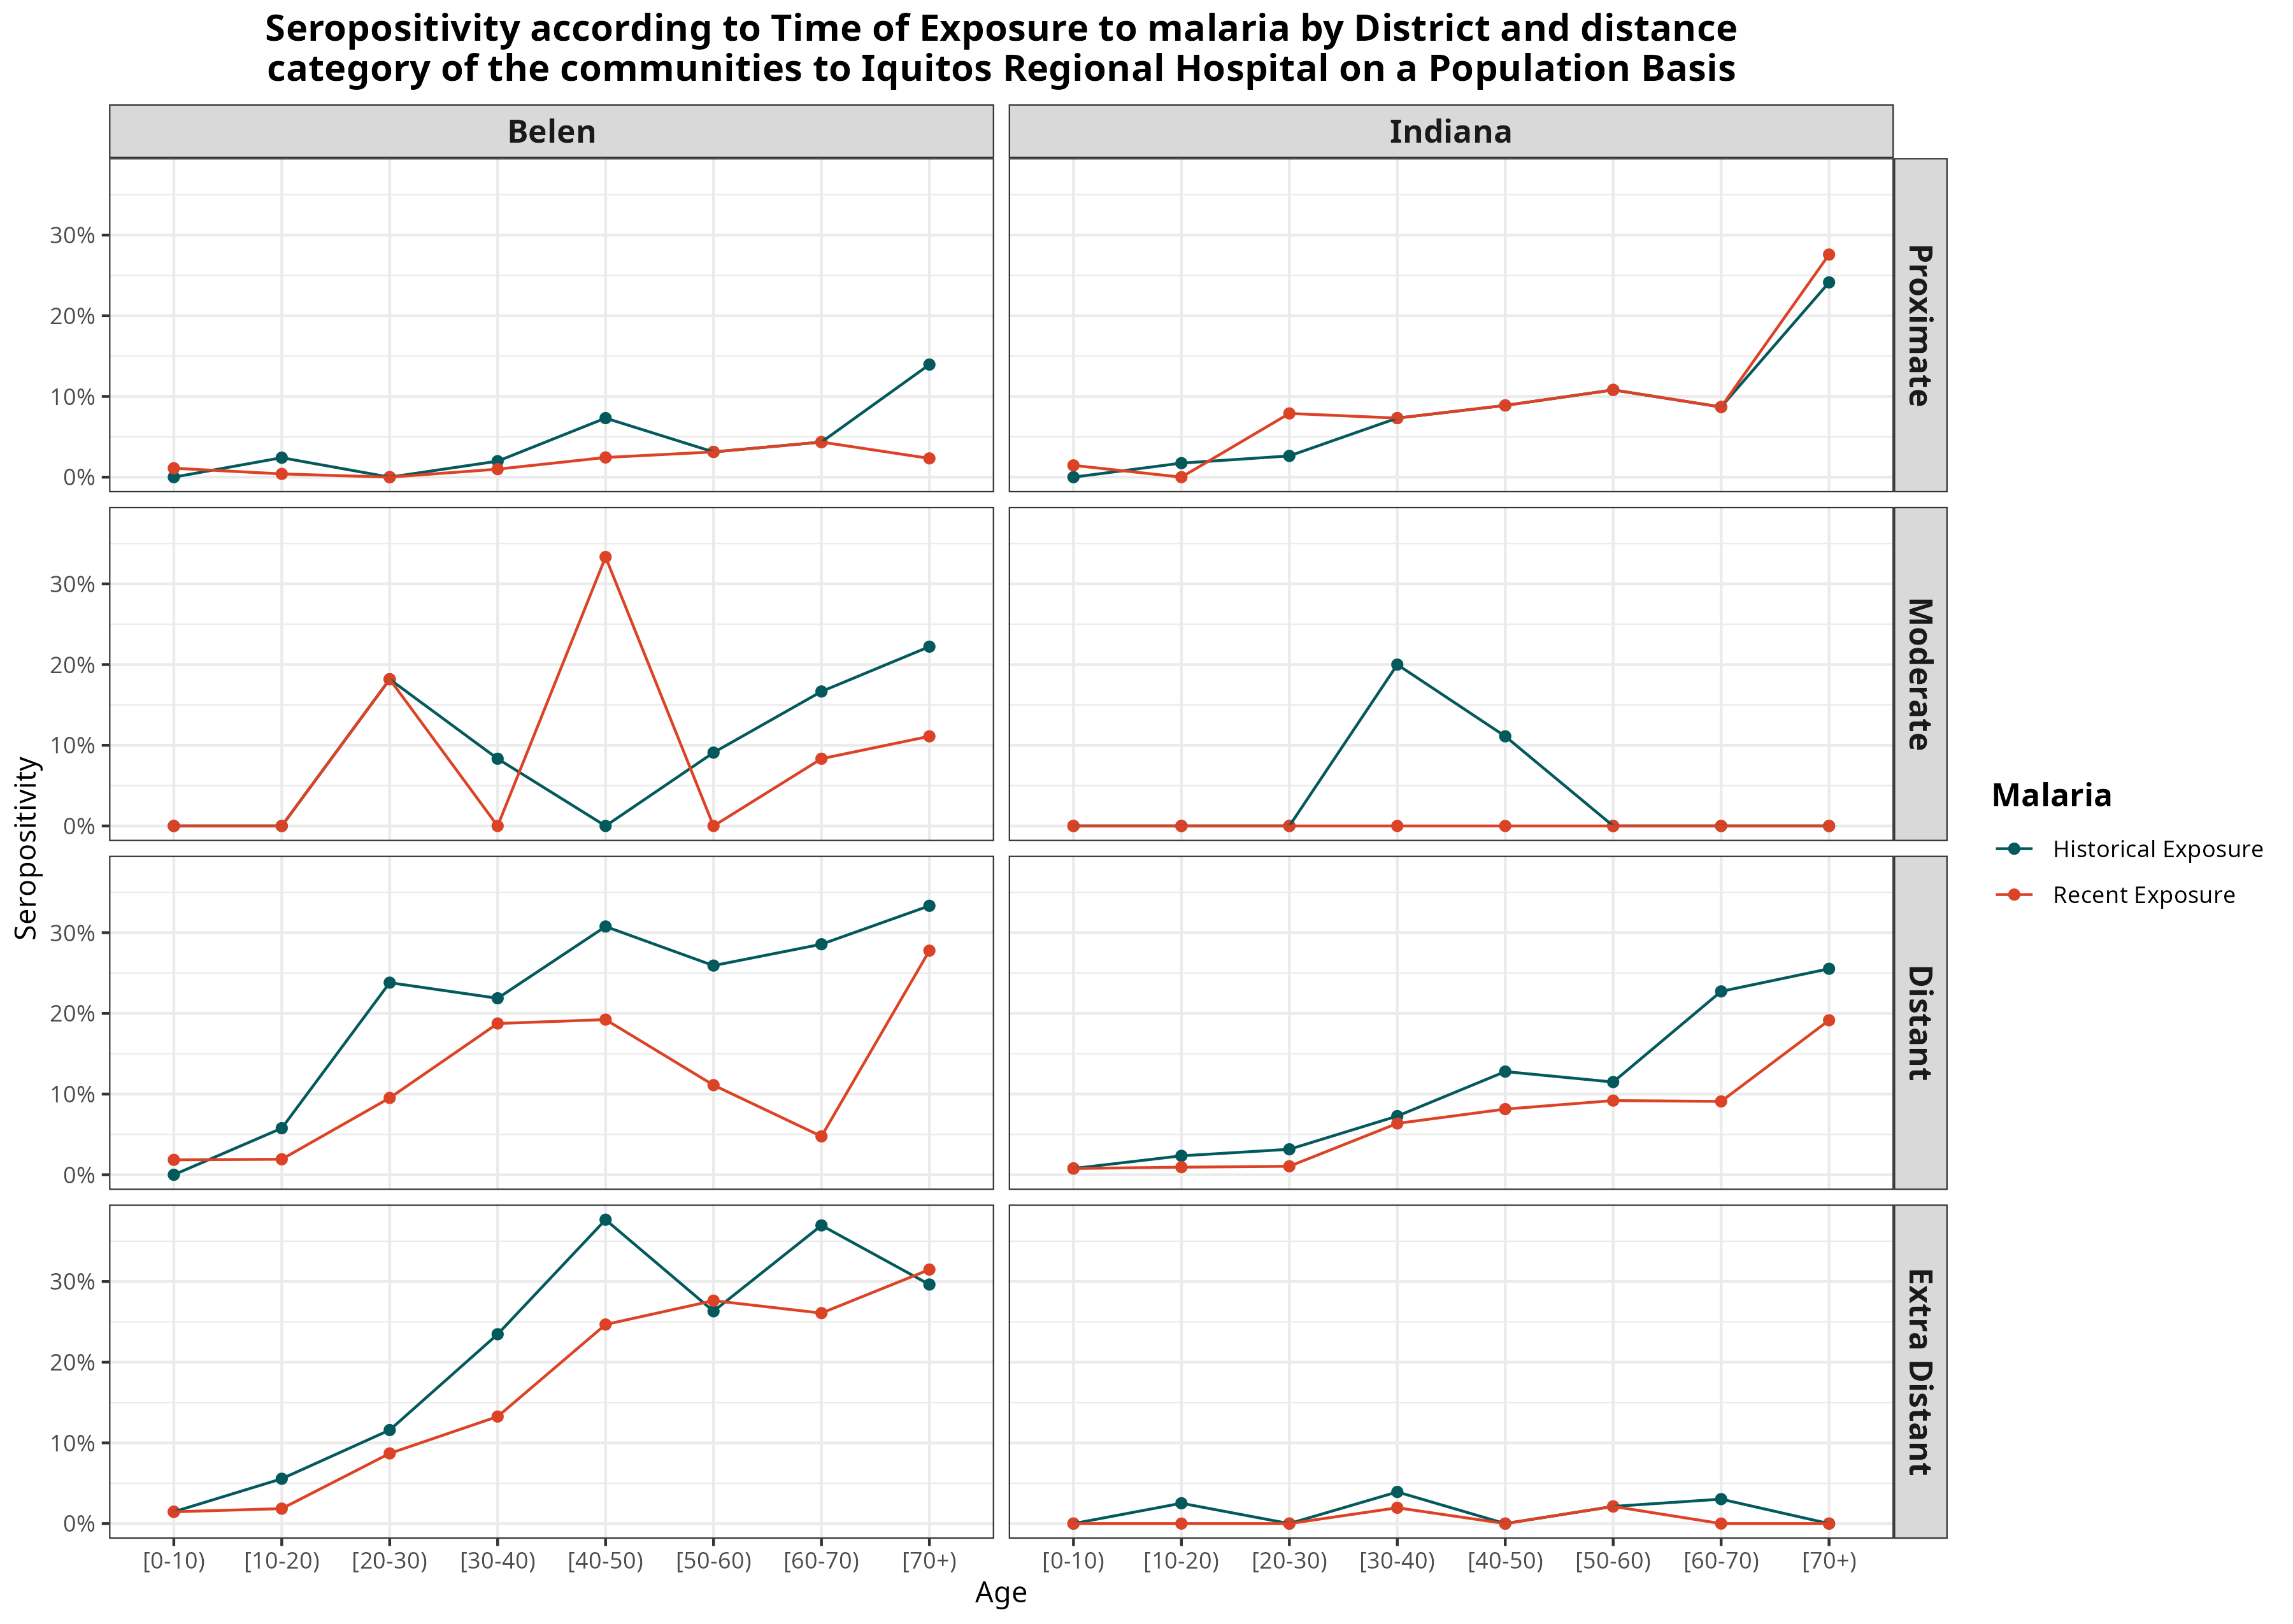 Seropositivity according to Time of Exposure to malaria by District and distance
category of the communities to Iquitos Regional Hospital on a Population Basis
Belen
Indiana
30%
20%
10%
0%
Proximate
30%
20%
10%
0%
Moderate
30%
20%
10%
0%
Distant
30%
20%
10%
0%
Extra Distant
Seropositivity
[0-10) [10-20) [20-30) [30-40) [40-50) [50-60) [60-70) [70+)
[0-10) [10-20) [20-30) [30-40) [40-50) [50-60) [60-70) [70+)
Age
Malaria
Historical Exposure
Recent Exposure